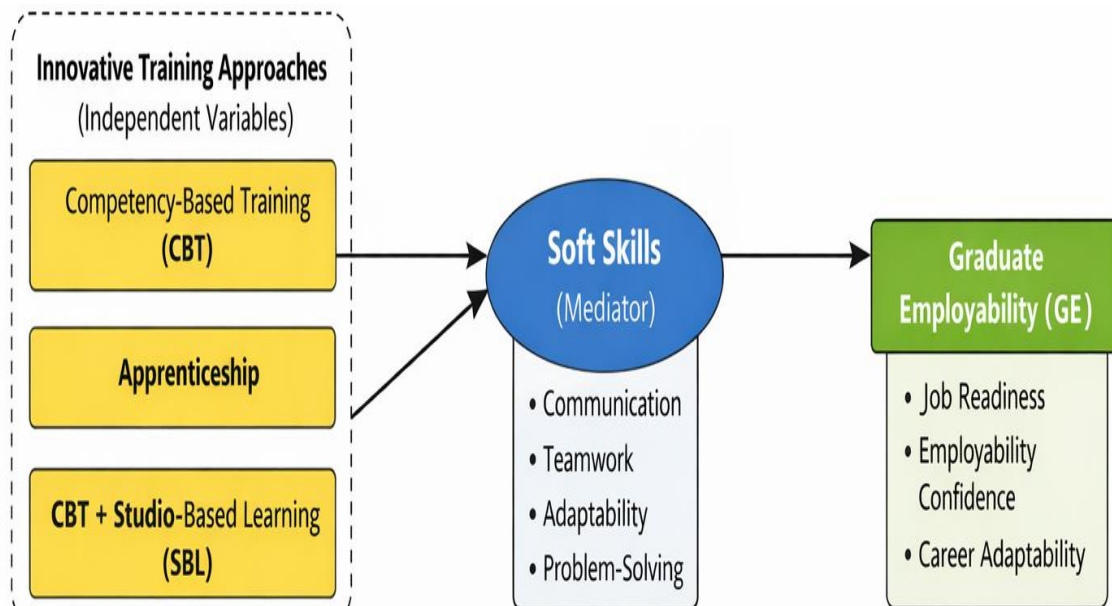 Innovative Training Approaches
(Independent Variables)
Competency-Based Training
(CBT)
Apprenticeship
CBT + Studio-Based Learning
(SBL)
Soft Skills
(Mediator)
• Communication
• Teamwork
• Adaptability
• Problem-Solving
Graduate
Employability (GE)
• Job Readiness
• Employability
Confidence
• Career Adaptability